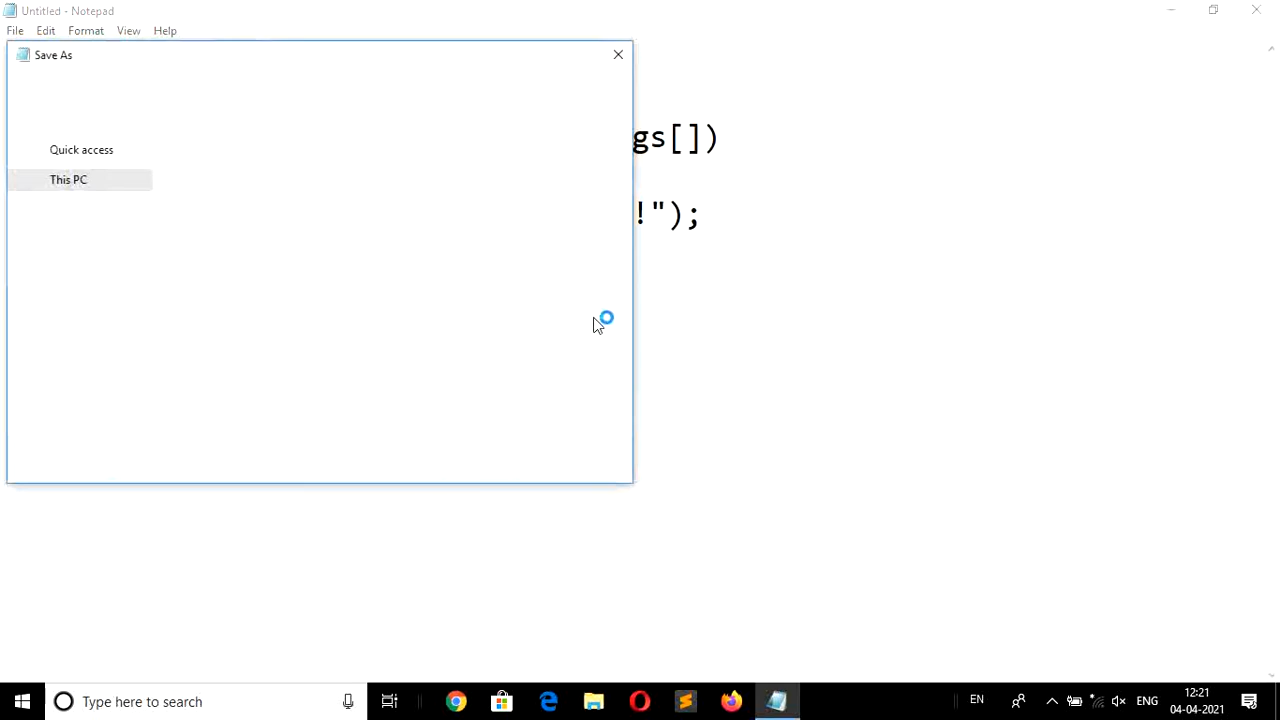 Untitled - Notepad
File Edit Format View Help
Save As
Quick access
This PC
gs[])
!");
Type here to search
EN
ENG
12:21
04-04-2021